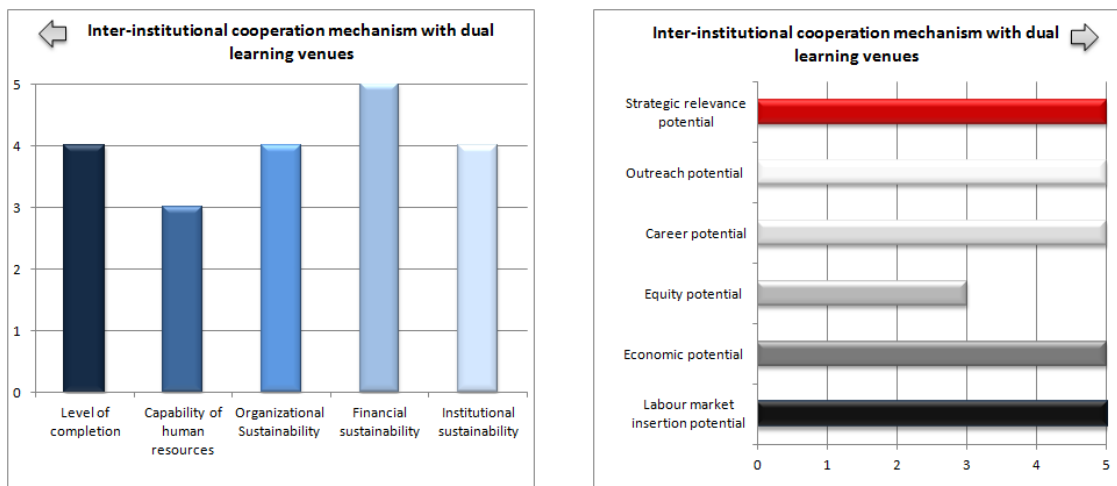 Inter-institutional cooperation mechanism with dual
learning venues
5
4
3
2
1
0
Level of
completion
Capability of
human
resources
Organizational
Sustainability
Financial
sustainability
Institutional
sustainability
Inter-institutional cooperation mechanism with dual
learning venues
Strategic relevance
potential
Outreach potential
Career potential
Equity potential
Economic potential
Labour market
insertion potential
0 1 2 3 4 5